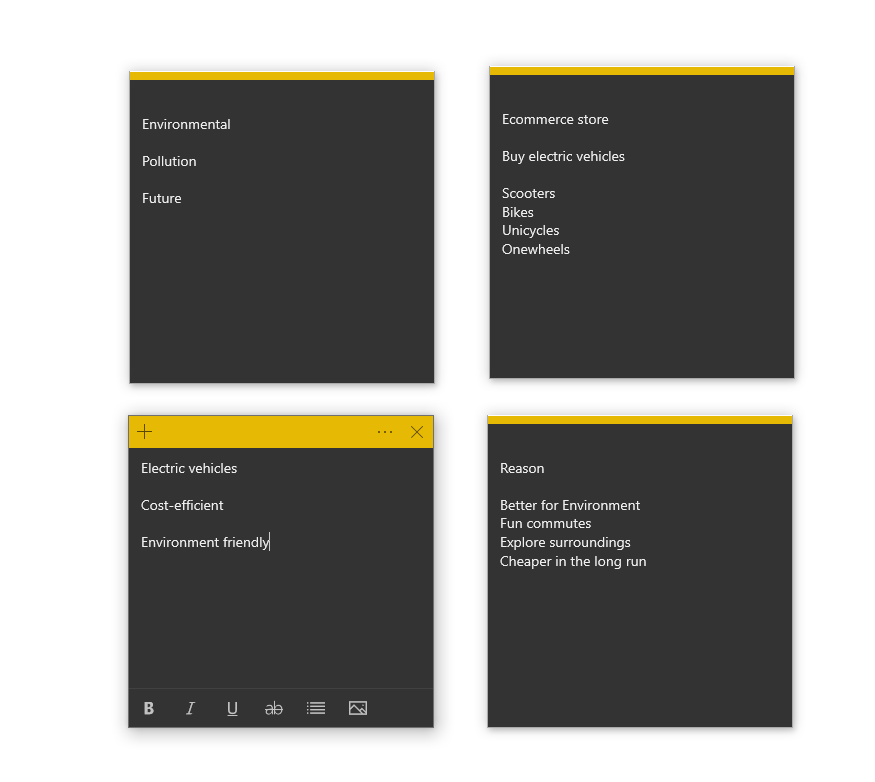 Environmental
Pollution
Future
Ecommerce store
Buy electric vehicles
Scooters
Bikes
Unicycles
Onewheels
Electric vehicles
Cost-efficient
Environment friendly
B I U ab
Reason
Better for Environment
Fun commutes
Explore surroundings
Cheaper in the long run